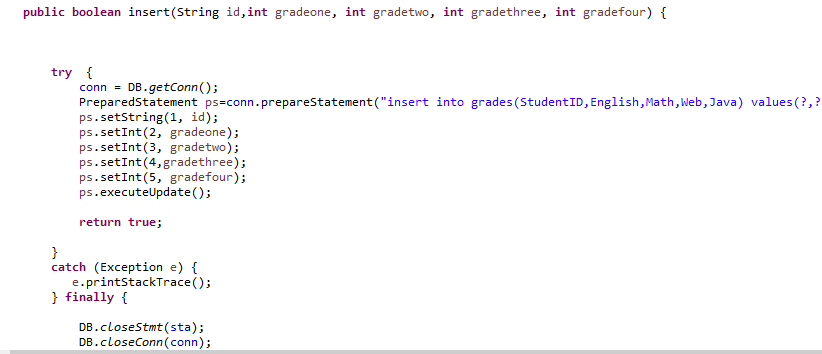 public boolean insert(String id,int gradeone, int gradetwo, int gradethree, int gradefour) {
try {
conn = DB.getConn();
PreparedStatement ps=conn.prepareStatement("insert into grades(StudentID,English,Math,Web,Java) values(?,?
ps.setString(1, id);
ps.setInt(2, gradeone);
ps.setInt(3, gradetwo);
ps.setInt(4,gradethree);
ps.setInt(5, gradefour);
ps.executeUpdate();
return true;
}
catch (Exception e) {
e.printStackTrace();
} finally {
DB.closeStmt(sta);
DB.closeConn(conn);